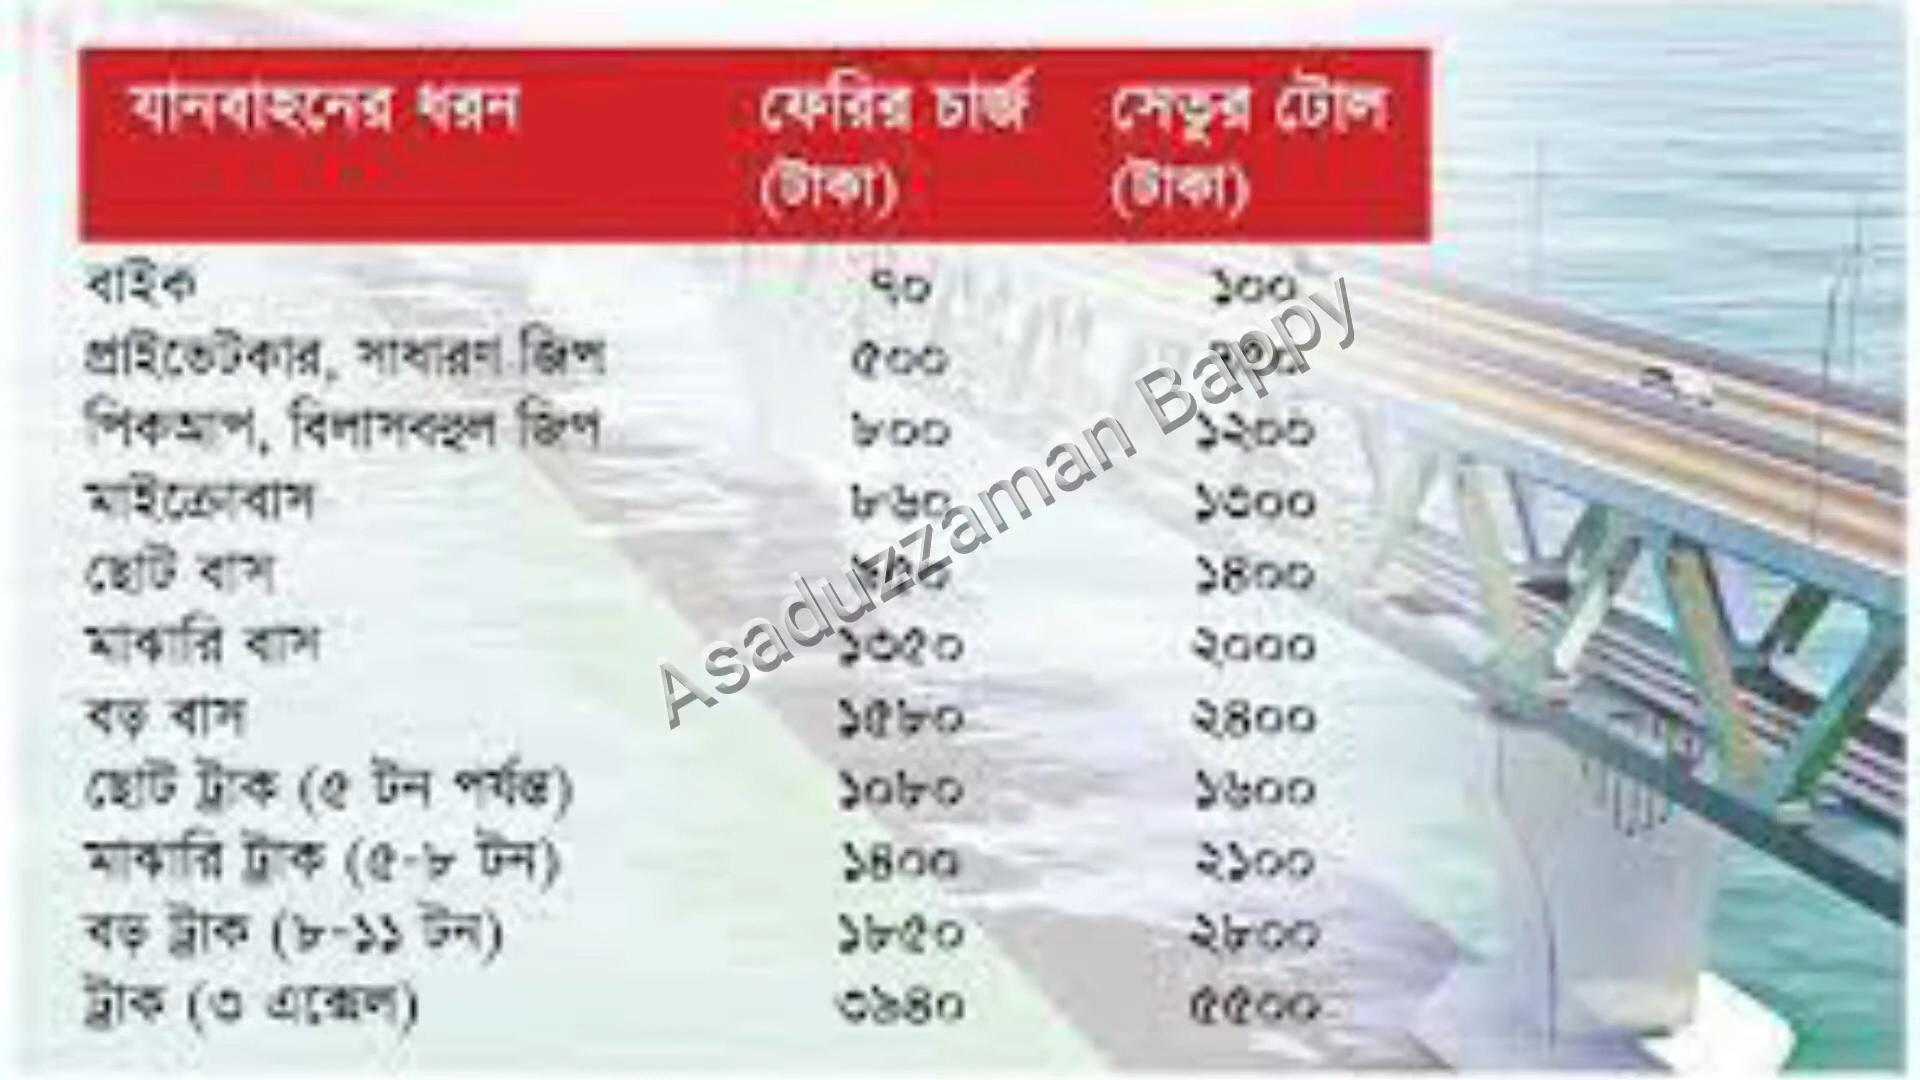 যানবাহনের ধরন ফেরির চার্জ সেতুর টোল
(টাকা) (টাকা)
বাইক ৭০ ১০০
প্রাইভেটকার, সাধারণ জিপ ৫০০
পিকআপ, বিলাসবহুল জিপ ৮০০ ১২০০
মাইক্রোবাস ৮৬০ ১৩০০
ছোট বাস ১৪০০
মাঝারি বাস ১৩৫০ ২০০০
বড় বাস ১৫৮০ ২৪০০
ছোট ট্রাক (৫ টন পর্যন্ত) ১০৮০ ১৬০০
মাঝারি ট্রাক (৫-৮ টন) ১৪০০ ২১০০
বড় ট্রাক (৮-১১ টন) ১৮৫০ ২৮০০
ট্রাক (৩ এক্সেল) ৩৯৪০ ৫৫০০
Asaduzzaman Bappy